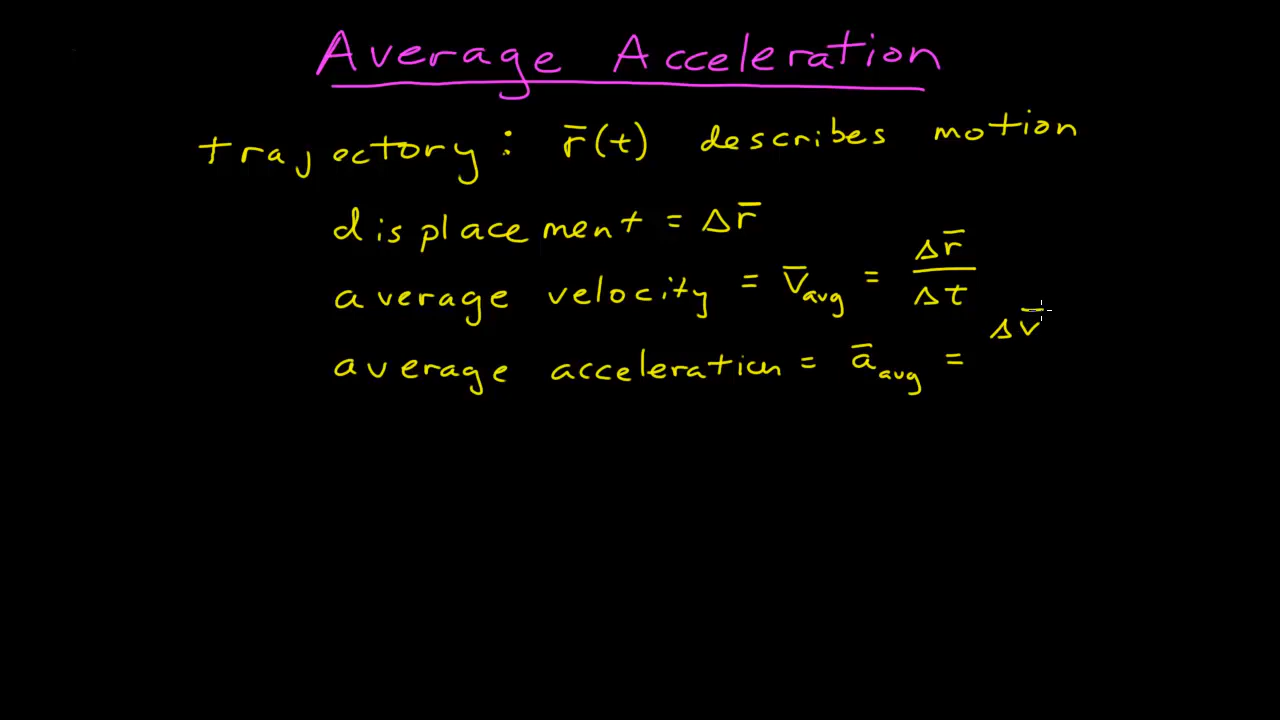 Average Acceleration
trajectory: r̄(t) describes motion
displacement = Δr̄
average velocity = v̄avg = Δr̄/Δt
average acceleration = āavg = Δv̄